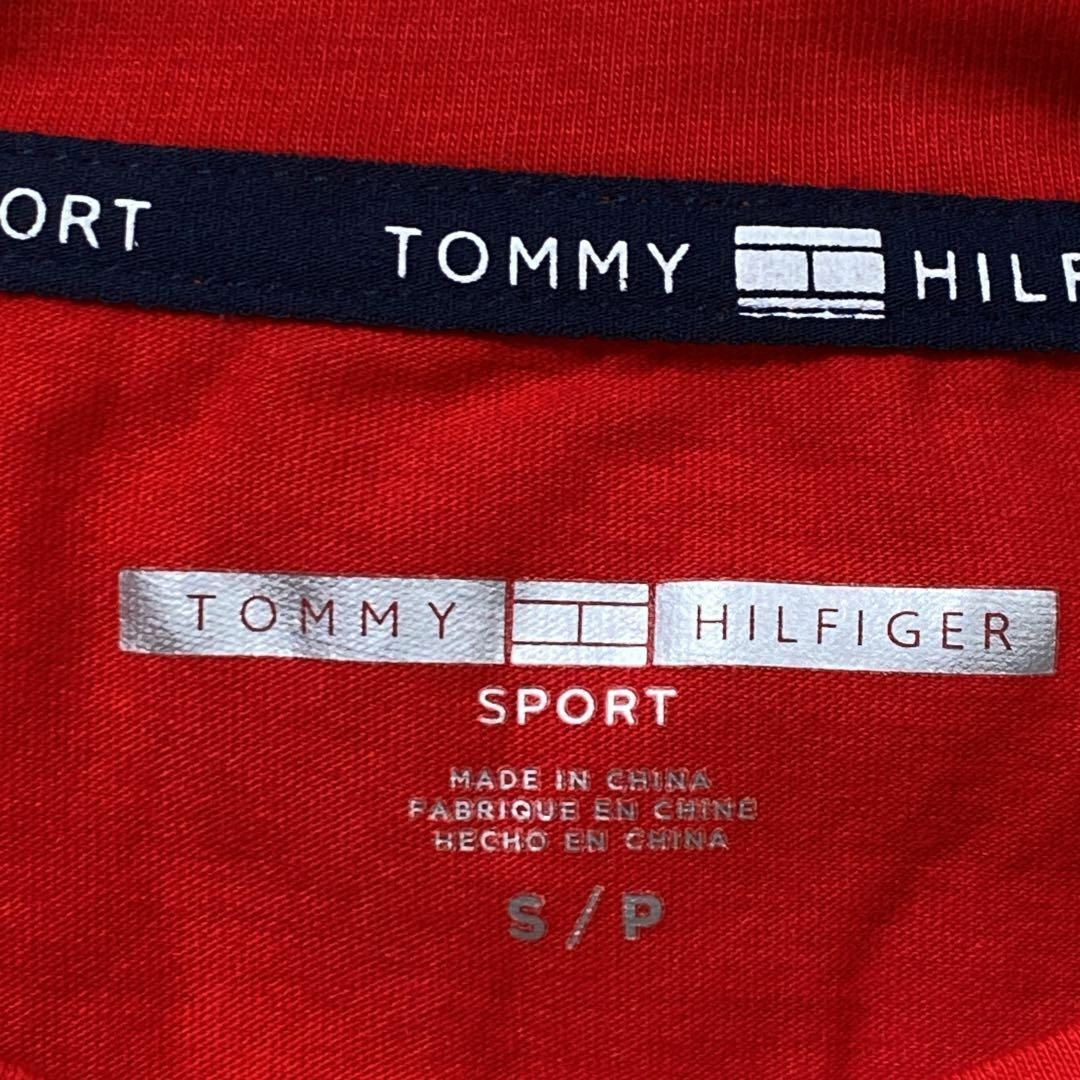 ORT TOMMY HILF
TOMMY HILFIGER
SPORT
MADE IN CHINA
FABRIQUE EN CHINE
HECHO EN CHINA
S / P